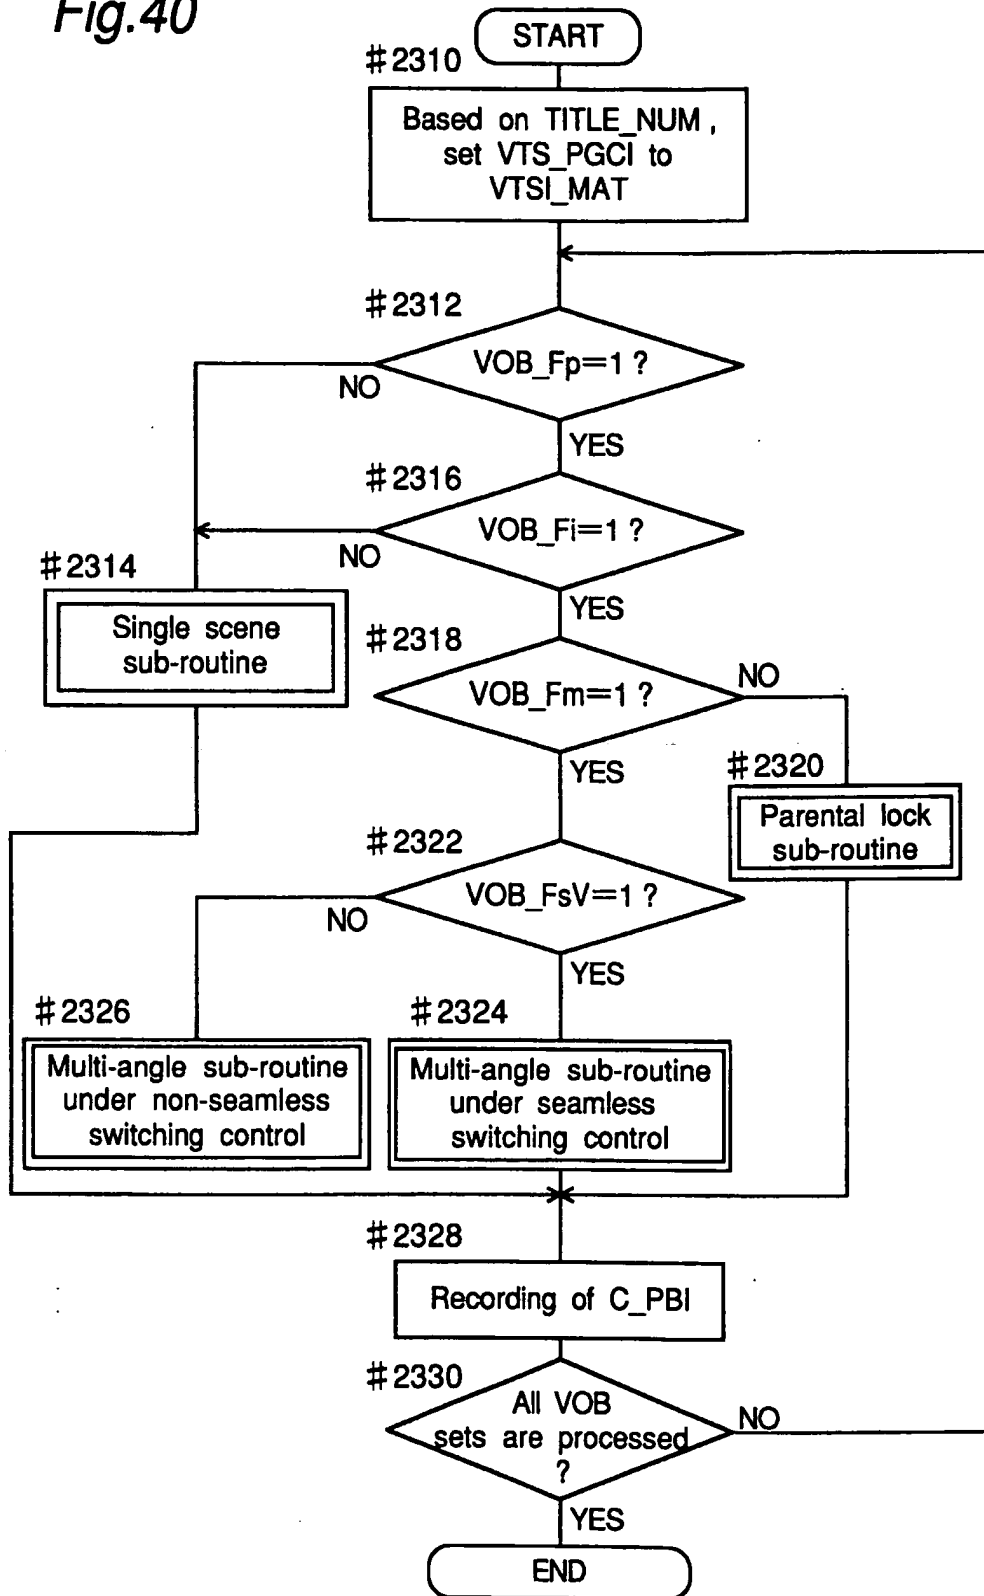 Fig.40
START
#2310
Based on TITLE_NUM,
set VTS_PGCI to
VTSI_MAT
#2312
VOB_Fp=1 ?
NO
YES
#2316
VOB_Fi=1 ?
NO
YES
#2314
Single scene
sub-routine
#2318
VOB_Fm=1 ?
NO
YES
#2320
Parental lock
sub-routine
#2322
VOB_FsV=1 ?
NO
YES
#2326
Multi-angle sub-routine
under non-seamless
switching control
#2324
Multi-angle sub-routine
under seamless
switching control
#2328
Recording of C_PBI
#2330
All VOB
sets are processed
?
NO
YES
END